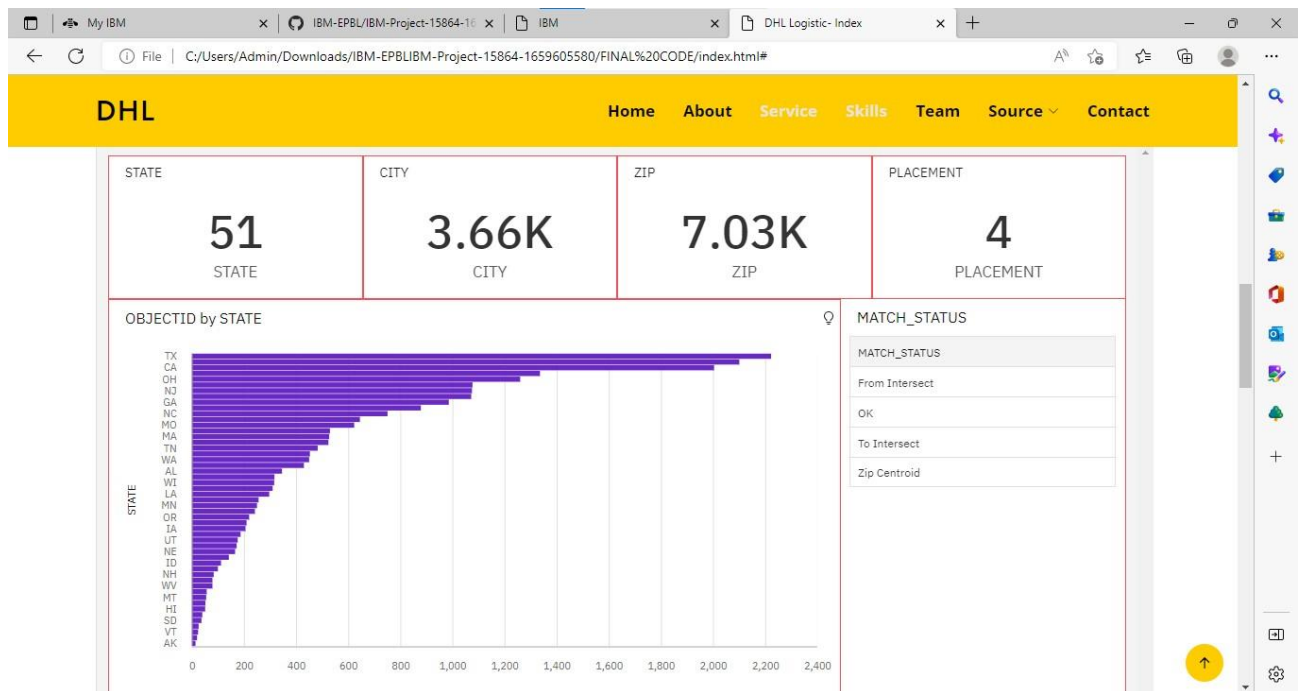 My IBM
IBM-EPBL/IBM-Project-15864-16
IBM
DHL Logistic- Index
File
C:/Users/Admin/Downloads/IBM-EPBLIBM-Project-15864-1659605580/FINAL%20CODE/index.html#
DHL
Home About Service Skills Team Source Contact
STATE CITY ZIP PLACEMENT
51 3.66K 7.03K 4
STATE CITY ZIP PLACEMENT
OBJECTID by STATE
MATCH_STATUS
MATCH_STATUS
From Intersect
OK
To Intersect
Zip Centroid
STATE
TX
CA
OH
NJ
GA
NC
MO
MA
TN
WA
AL
WI
LA
MN
OR
IA
UT
NE
ID
NH
WV
MT
HI
SD
VT
AK
0 200 400 600 800 1,000 1,200 1,400 1,600 1,800 2,000 2,200 2,400